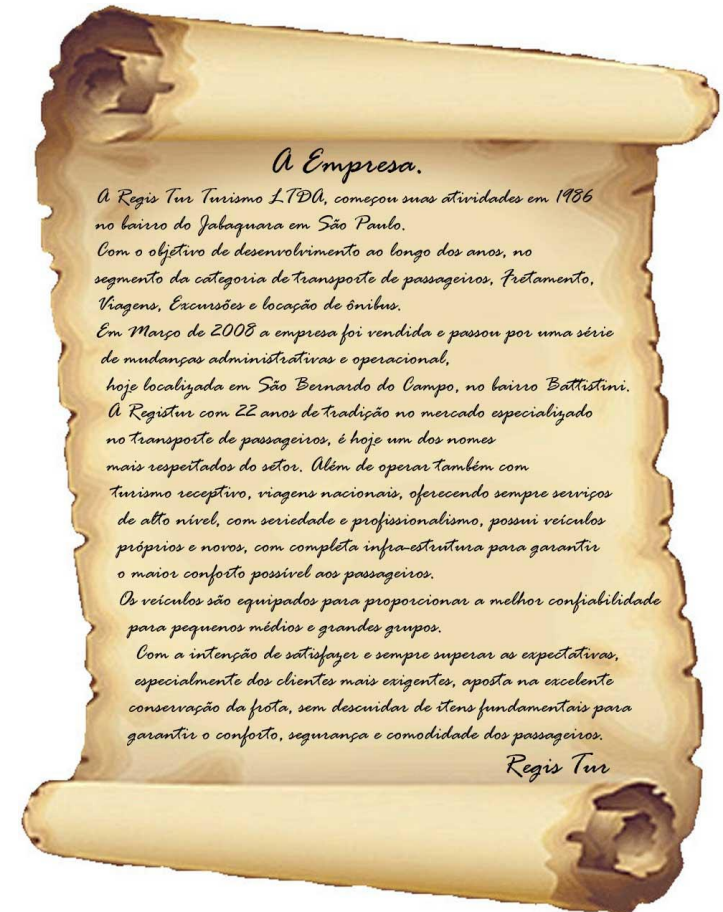 A Empresa.
A Regis Tur Turismo LTDA, começou suas atividades em 1986
no bairro do Jabaquara em São Paulo.
Com o objetivo de desenvolvimento ao longo dos anos, no
segmento da categoria de transporte de passageiros, Fretamento,
Viagens, Excursões e locação de ônibus.
Em Março de 2008 a empresa foi vendida e passou por uma série
de mudanças administrativas e operacional,
hoje localizada em São Bernardo do Campo, no bairro Battistini.
A Registur com 22 anos de tradição no mercado especializado
no transporte de passageiros, é hoje um dos nomes
mais respeitados do setor. Além de operar também com
turismo receptivo, viagens nacionais, oferecendo sempre serviços
de alto nível, com seriedade e profissionalismo, possui veículos
próprios e novos, com completa infra-estrutura para garantir
o maior conforto possível aos passageiros.
Os veículos são equipados para proporcionar a melhor confiabilidade
para pequenos médios e grandes grupos.
Com a intenção de satisfazer e sempre superar as expectativas,
especialmente dos clientes mais exigentes, aposta na excelente
conservação da frota, sem descuidar de itens fundamentais para
garantir o conforto, segurança e comodidade dos passageiros.
Regis Tur